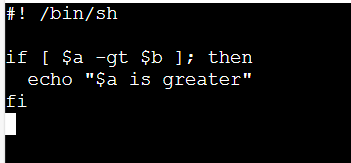 #! /bin/sh
if [ $a -gt $b ]; then
  echo "$a is greater"
fi